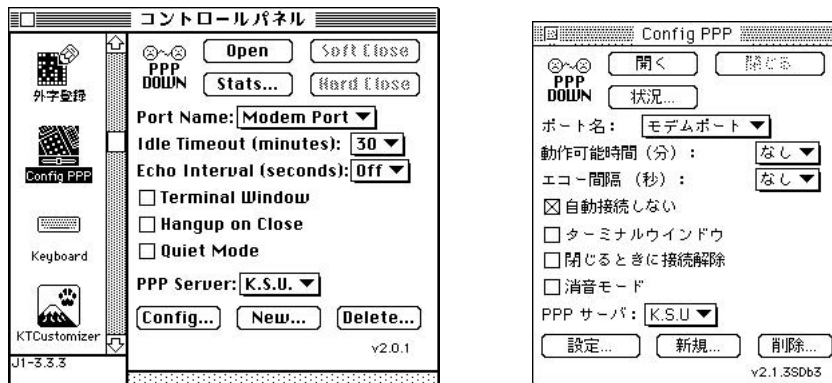 コントロールパネル
外字登録
Config PPP
Keyboard
KTCustomizer
J1-3.3.3
PPP
DOWN
Open
Soft Close
Stats...
Hard Close
Port Name: Modem Port
Idle Timeout (minutes): 30
Echo Interval (seconds): Off
Terminal Window
Hangup on Close
Quiet Mode
PPP Server: K.S.U.
Config...
New...
Delete...
v2.0.1
Config PPP
PPP
DOWN
開く
閉じる
状況...
ポート名: モデムポート
動作可能時間（分）: なし
エコー間隔（秒）: なし
自動接続しない
ターミナルウインドウ
閉じるときに接続解除
消音モード
PPP サーバ: K.S.U
設定...
新規...
削除...
v2.1.3SDb3